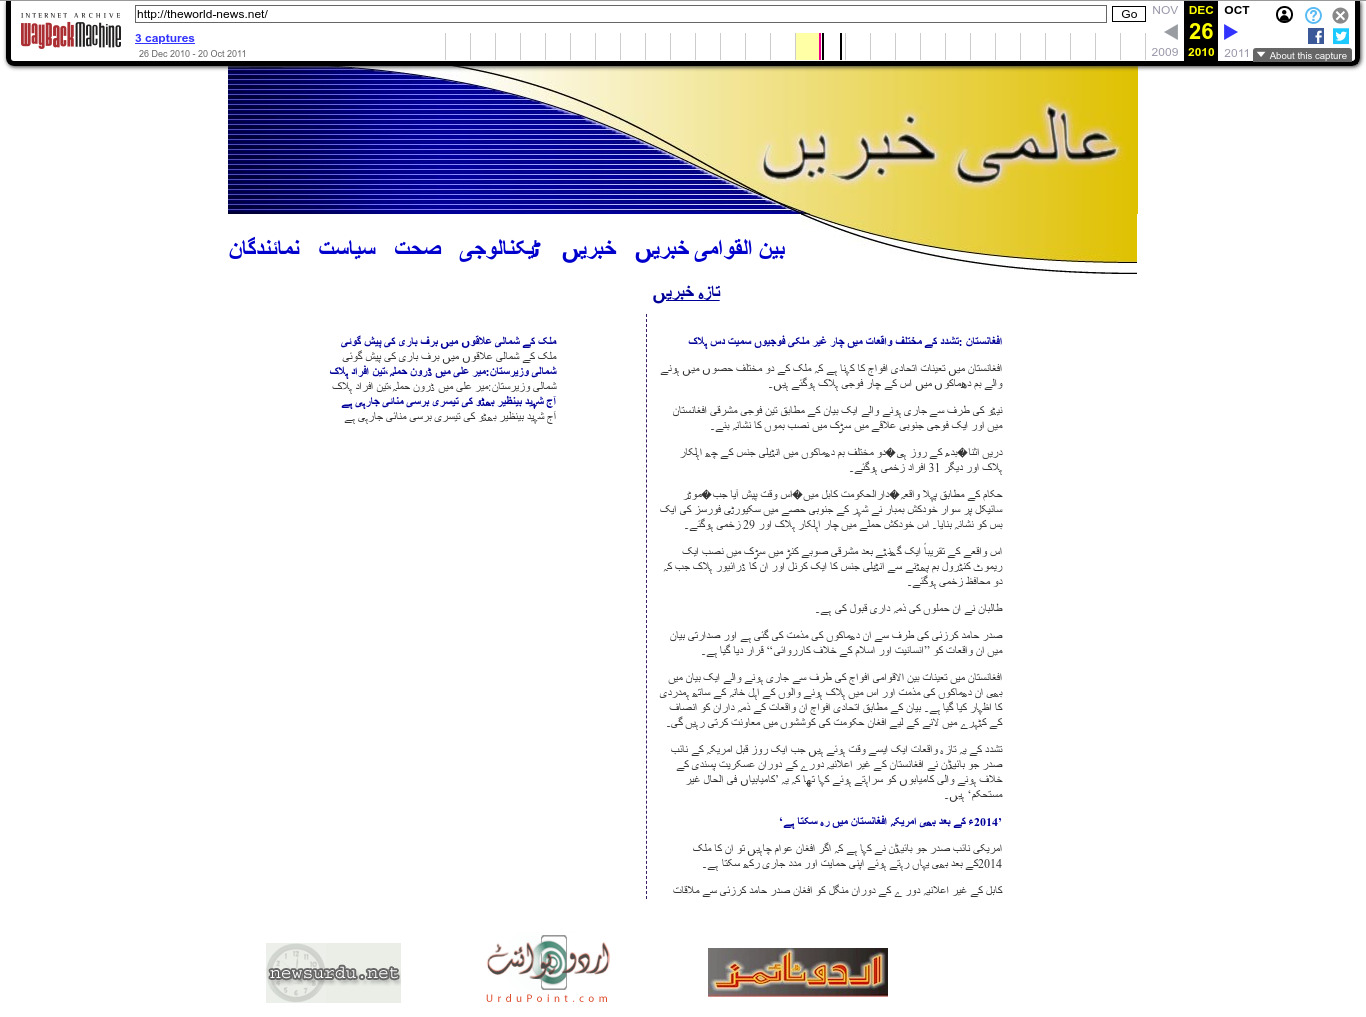 INTERNET ARCHIVE
WayBackMachine
http://theworld-news.net/
Go
3 captures
26 Dec 2010 - 20 Oct 2011
NOV DEC OCT
26
2009 2010 2011
About this capture
عالمی خبریں
بین القوامی خبریں خبریں ٹیکنالوجی صحت سیاست نمائندگان
تازہ خبریں
افغانستان :تشدد کے مختلف واقعات میں چار غیر ملکی فوجیوں سمیت دس ہلاک
افغانستان میں تعینات اتحادی افواج کا کہنا ہے کہ ملک کے دو مختلف حصوں میں ہونے
والے بم دھماکوں میں اس کے چار فوجی ہلاک ہوگئے ہیں۔
نیٹو کی طرف سے جاری ہونے والے ایک بیان کے مطابق تین فوجی مشرقی افغانستان
میں اور ایک فوجی جنوبی علاقے میں سڑک میں نصب بموں کا نشانہ بنے۔
دریں اثنا�بدھ کے روز ہی�دو مختلف بم دھماکوں میں انٹیلی جنس کے چھ اہلکار
ہلاک اور دیگر 31 افراد زخمی ہوگئے۔
حکام کے مطابق پہلا واقعہ�دارالحکومت کابل میں�اس وقت پیش آیا جب�موٹر
سائیکل پر سوار خودکش بمبار نے شہر کے جنوبی حصے میں سکیورٹی فورسز کی ایک
بس کو نشانہ بنایا۔ اس خودکش حملے میں چار اہلکار ہلاک اور 29 زخمی ہوگئے۔
اس واقعے کے تقریباً ایک گھنٹے بعد مشرقی صوبے کنڑ میں سڑک میں نصب ایک
ریموٹ کنٹرول بم پھٹنے سے انٹیلی جنس کا ایک کرنل اور ان کا ڈرائیور ہلاک جب کہ
دو محافظ زخمی ہوگئے۔
طالبان نے ان حملوں کی ذمہ داری قبول کی ہے۔
صدر حامد کرزئی کی طرف سے ان دھماکوں کی مذمت کی گئی ہے اور صدارتی بیان
میں ان واقعات کو ”انسانیت اور اسلام کے خلاف کارروائی“ قرار دیا گیا ہے۔
افغانستان میں تعینات بین الاقوامی افواج کی طرف سے جاری ہونے والے ایک بیان میں
بھی ان دھماکوں کی مذمت اور اس میں ہلاک ہونے والوں کے اہل خانہ کے ساتھ ہمدردی
کا اظہار کیا گیا ہے۔ بیان کے مطابق اتحادی افواج ان واقعات کے ذمہ داران کو انصاف
کے کٹہرے میں لانے کے لیے افغان حکومت کی کوششوں میں معاونت کرتی رہیں گی۔
تشدد کے یہ تازہ واقعات ایک ایسے وقت ہوئے ہیں جب ایک روز قبل امریکہ کے نائب
صدر جو بائیڈن نے افغانستان کے غیر اعلانیہ دورے کے دوران عسکریت پسندی کے
خلاف ہونے والی کامیابوں کو سراہتے ہوئے کہا تھا کہ یہ ’کامیابیاں فی الحال غیر
مستحکم‘ ہیں۔
’2014ء کے بعد بھی امریکہ افغانستان میں رہ سکتا ہے‘
امریکی نائب صدر جو بائیڈن نے کہا ہے کہ اگر افغان عوام چاہیں تو ان کا ملک
2014کے بعد بھی یہاں رہتے ہوئے اپنی حمایت اور مدد جاری رکھ سکتا ہے۔
کابل کے غیر اعلانیہ دور ے کے دوران منگل کو افغان صدر حامد کرزئی سے ملاقات
ملک کے شمالی علاقوں میں برف باری کی پیش گوئی
ملک کے شمالی علاقوں میں برف باری کی پیش گوئی
شمالی وزیرستان:میر علی میں ڈرون حملہ،تین افراد ہلاک
شمالی وزیرستان:میر علی میں ڈرون حملہ،تین افراد ہلاک
آج شہید بینظیر بھٹو کی تیسری برسی منائی جارہی ہے
آج شہید بینظیر بھٹو کی تیسری برسی منائی جارہی ہے
اردو ٹائمز
اردو پوائنٹ
UrduPoint.com
newsurdu.net